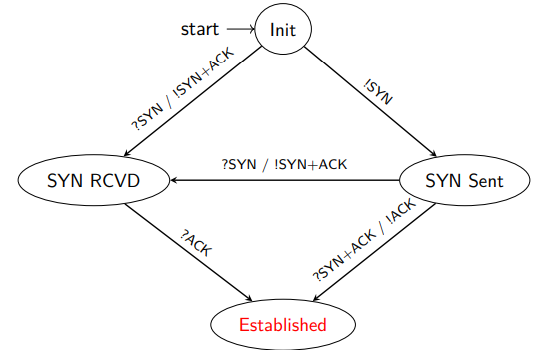 start
Init
?SYN / !SYN+ACK
!SYN
?SYN / !SYN+ACK
SYN RCVD
SYN Sent
?ACK
?SYN+ACK / !ACK
Established